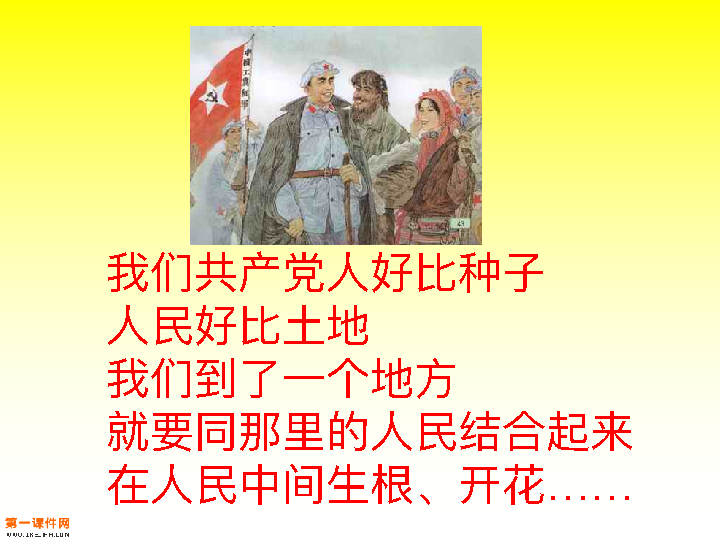 中国工农红军
43
我们共产党人好比种子
人民好比土地
我们到了一个地方
就要同那里的人民结合起来
在人民中间生根、开花……
第一课件网
WWW.1KEJIAN.COM